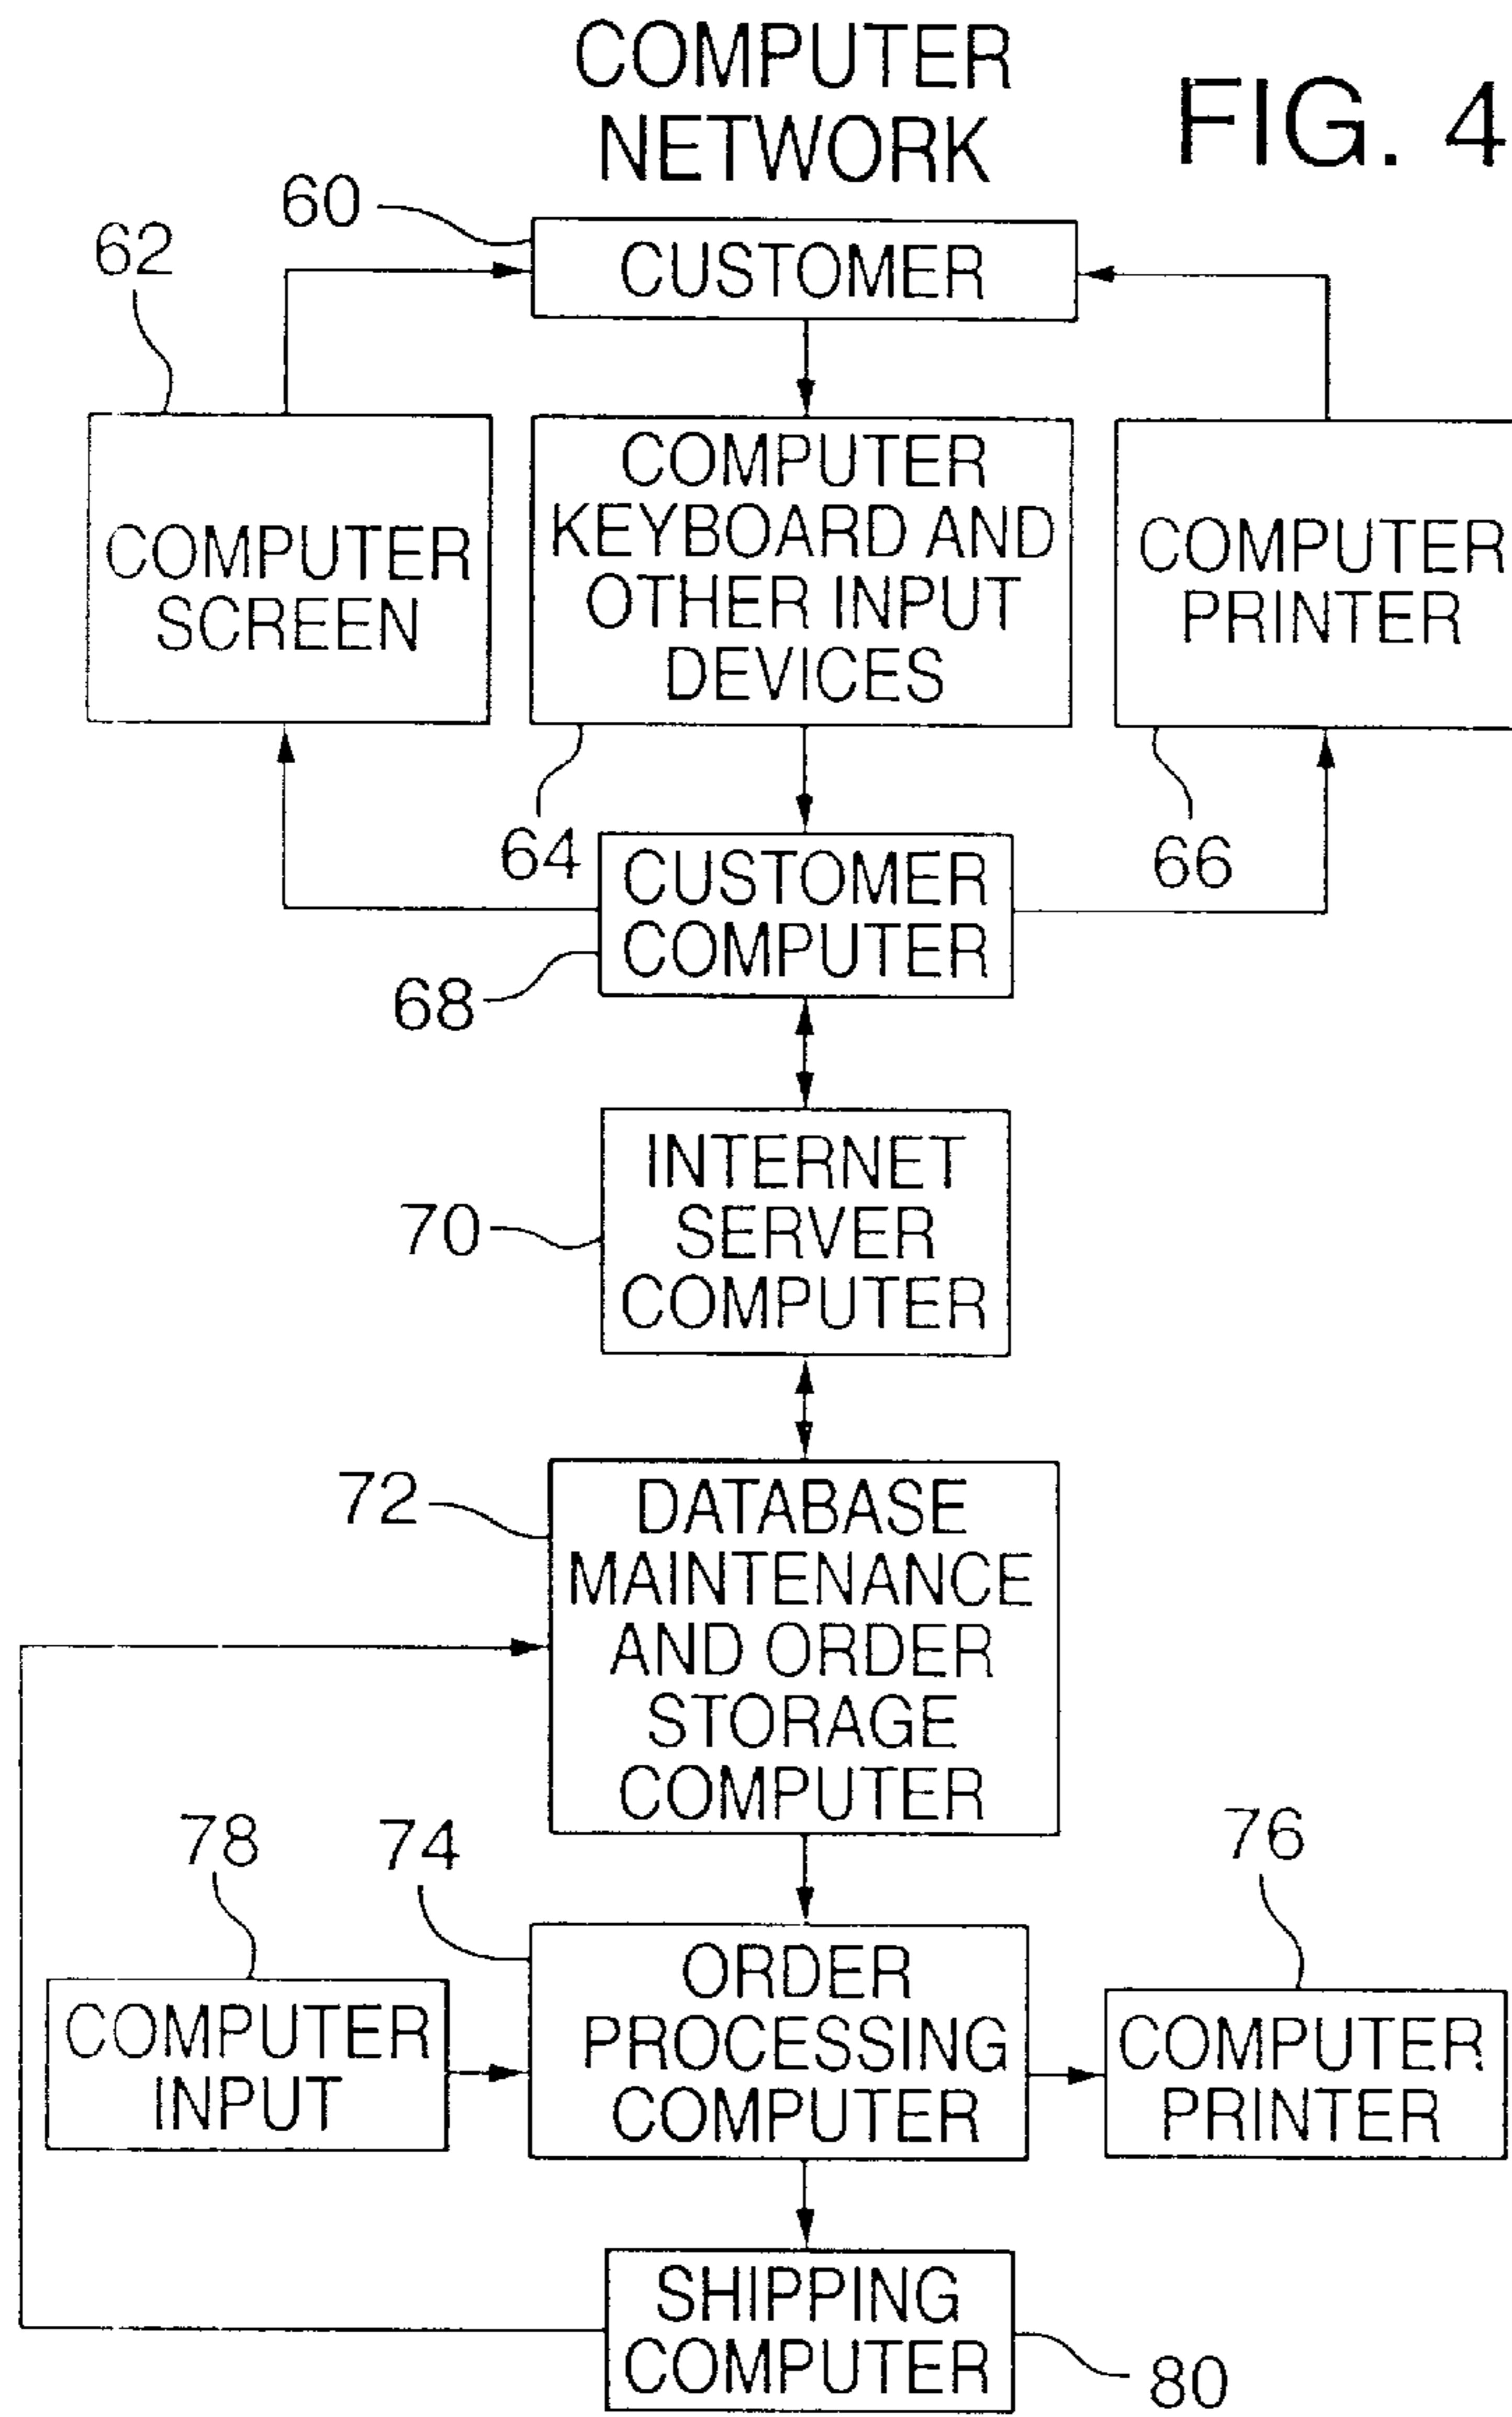 COMPUTER
NETWORK
FIG. 4
60
62
CUSTOMER
COMPUTER
SCREEN
COMPUTER
KEYBOARD AND
OTHER INPUT
DEVICES
COMPUTER
PRINTER
64
66
CUSTOMER
COMPUTER
68
INTERNET
SERVER
COMPUTER
70
72
DATABASE
MAINTENANCE
AND ORDER
STORAGE
COMPUTER
78
74
76
COMPUTER
INPUT
ORDER
PROCESSING
COMPUTER
COMPUTER
PRINTER
SHIPPING
COMPUTER
80